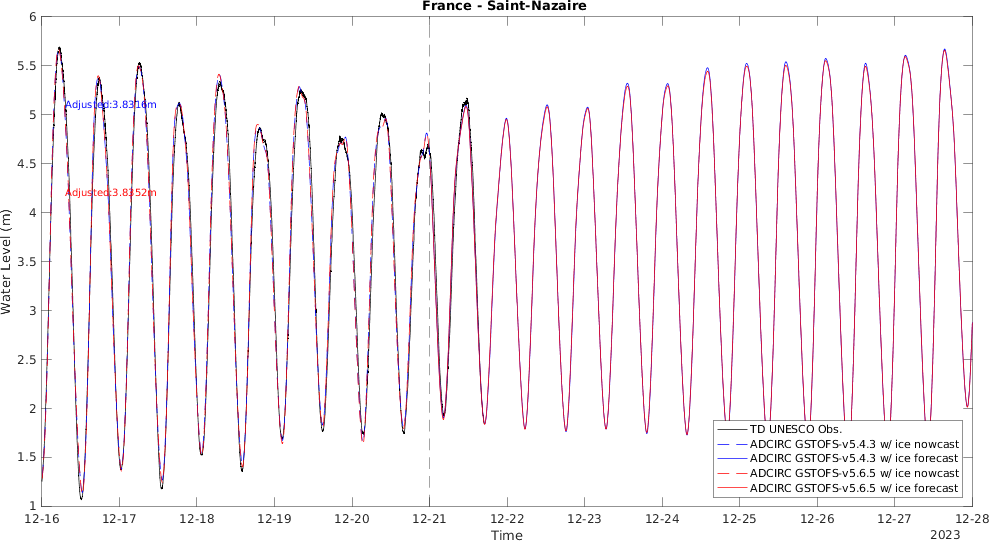 France - Saint-Nazaire
6
5.5
5
4.5
4
3.5
3
2.5
2
1.5
1
Water Level (m)
Adjusted:3.8316m
Adjusted:3.8352m
TD UNESCO Obs.
ADCIRC GSTOFS-v5.4.3 w/ ice nowcast
ADCIRC GSTOFS-v5.4.3 w/ ice forecast
ADCIRC GSTOFS-v5.6.5 w/ ice nowcast
ADCIRC GSTOFS-v5.6.5 w/ ice forecast
12-16 12-17 12-18 12-19 12-20 12-21 12-22 12-23 12-24 12-25 12-26 12-27 12-28
Time
2023